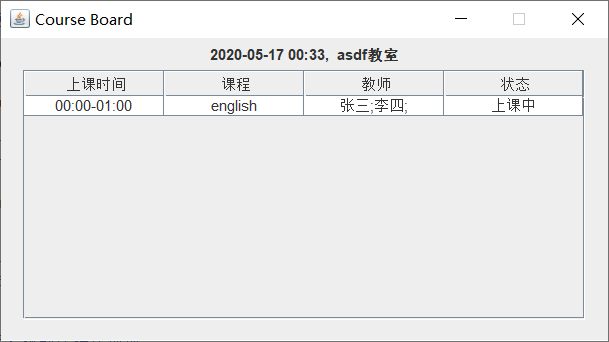 Course Board
2020-05-17 00:33, asdf教室
上课时间 课程 教师 状态
00:00-01:00 english 张三;李四; 上课中